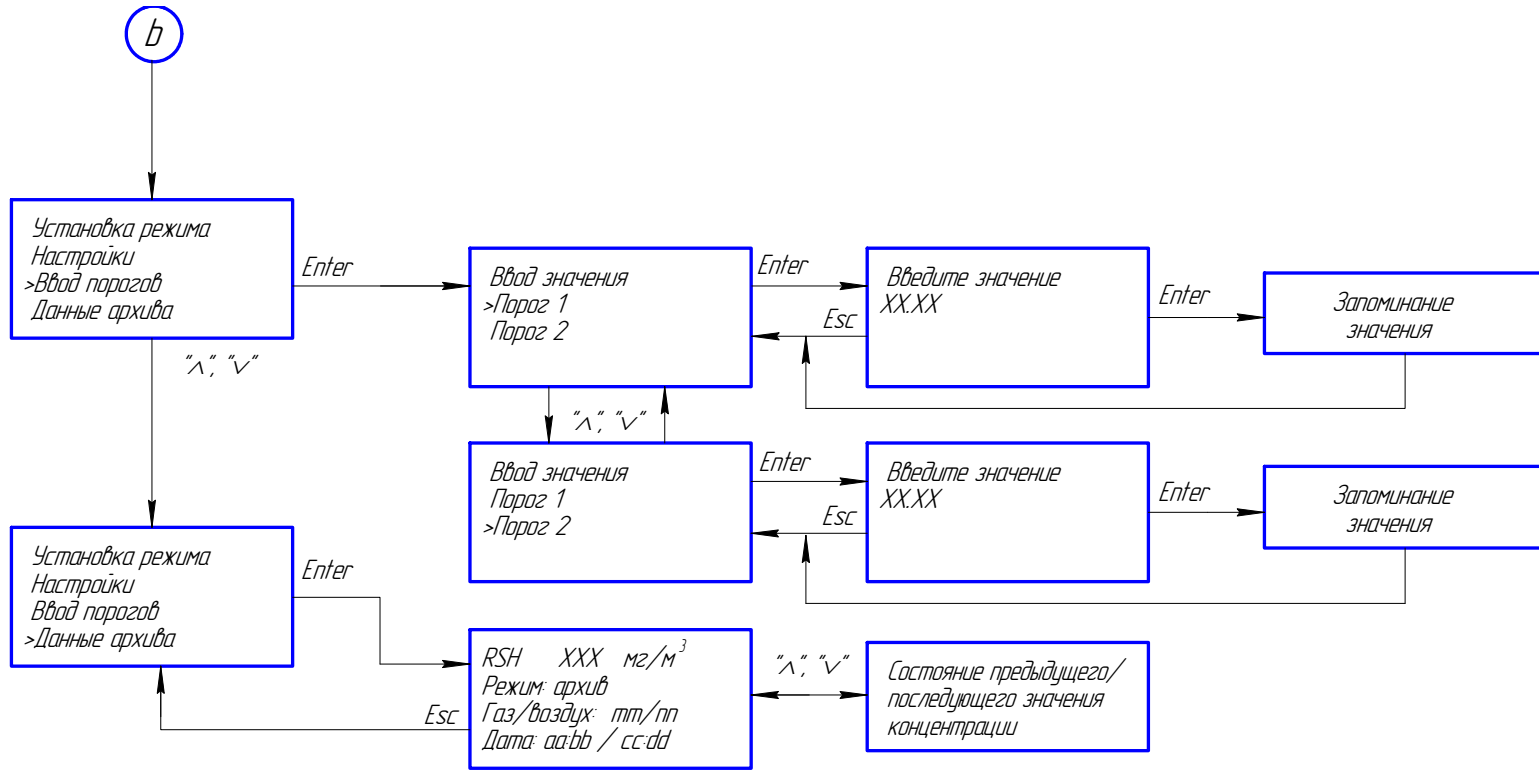 b
Установка режима
Настройки
>Ввод порогов
Данные архива
Enter
Ввод значения
>Порог 1
Порог 2
Enter
Esc
Введите значение
XX.XX
Enter
Запоминание
значения
"∧", "∨"
"∧", "∨"
Ввод значения
Порог 1
>Порог 2
Enter
Esc
Введите значение
XX.XX
Enter
Запоминание
значения
Установка режима
Настройки
Ввод порогов
>Данные архива
Enter
Esc
RSH XXX мг/м³
Режим: архив
Газ/воздух: mm/nn
Дата: aa:bb / cc:dd
"∧", "∨"
Состояние предыдущего/
последующего значения
концентрации